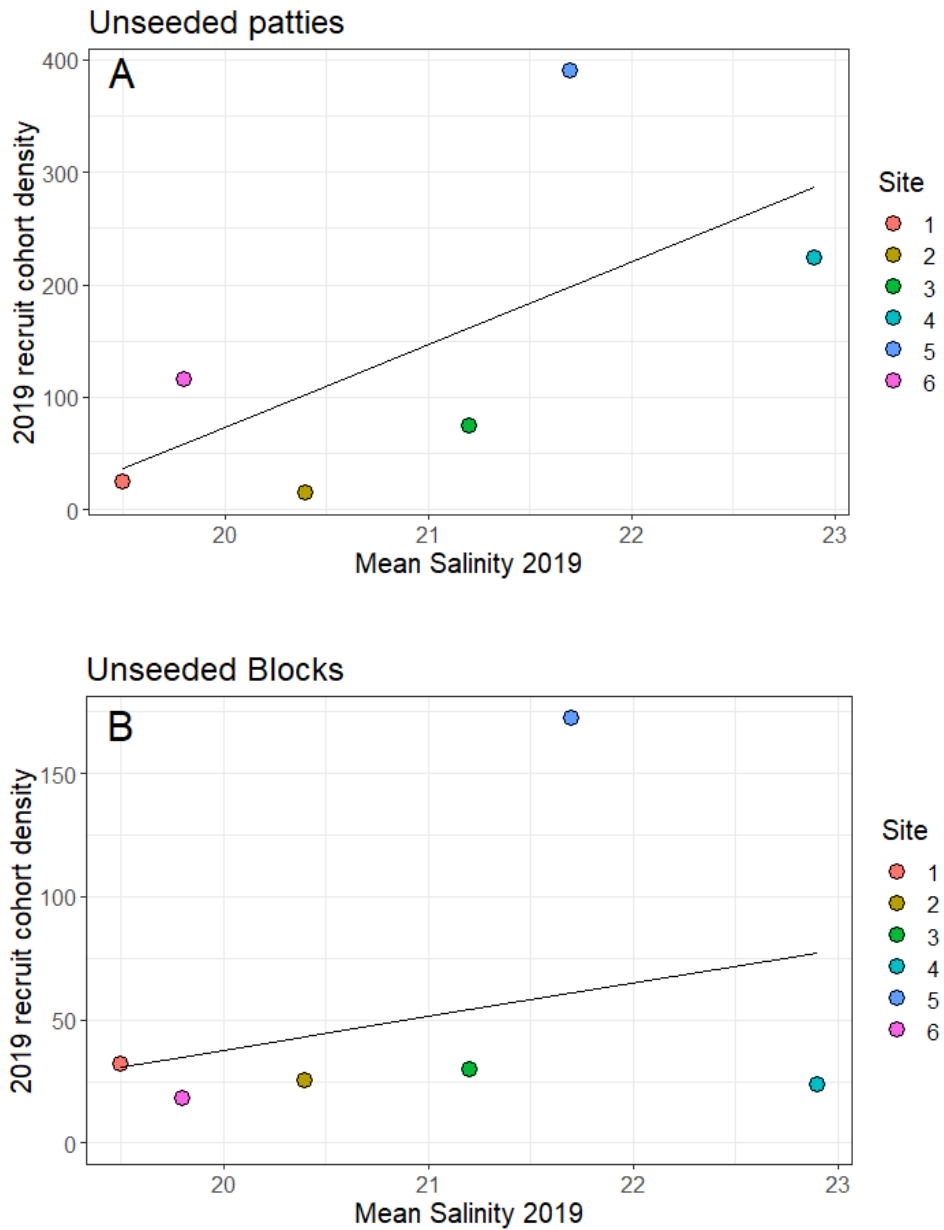 Unseeded patties
A
2019 recruit cohort density
400
300
200
100
0
20 21 22 23
Mean Salinity 2019
Site
1
2
3
4
5
6
Unseeded Blocks
B
2019 recruit cohort density
150
100
50
0
20 21 22 23
Mean Salinity 2019
Site
1
2
3
4
5
6